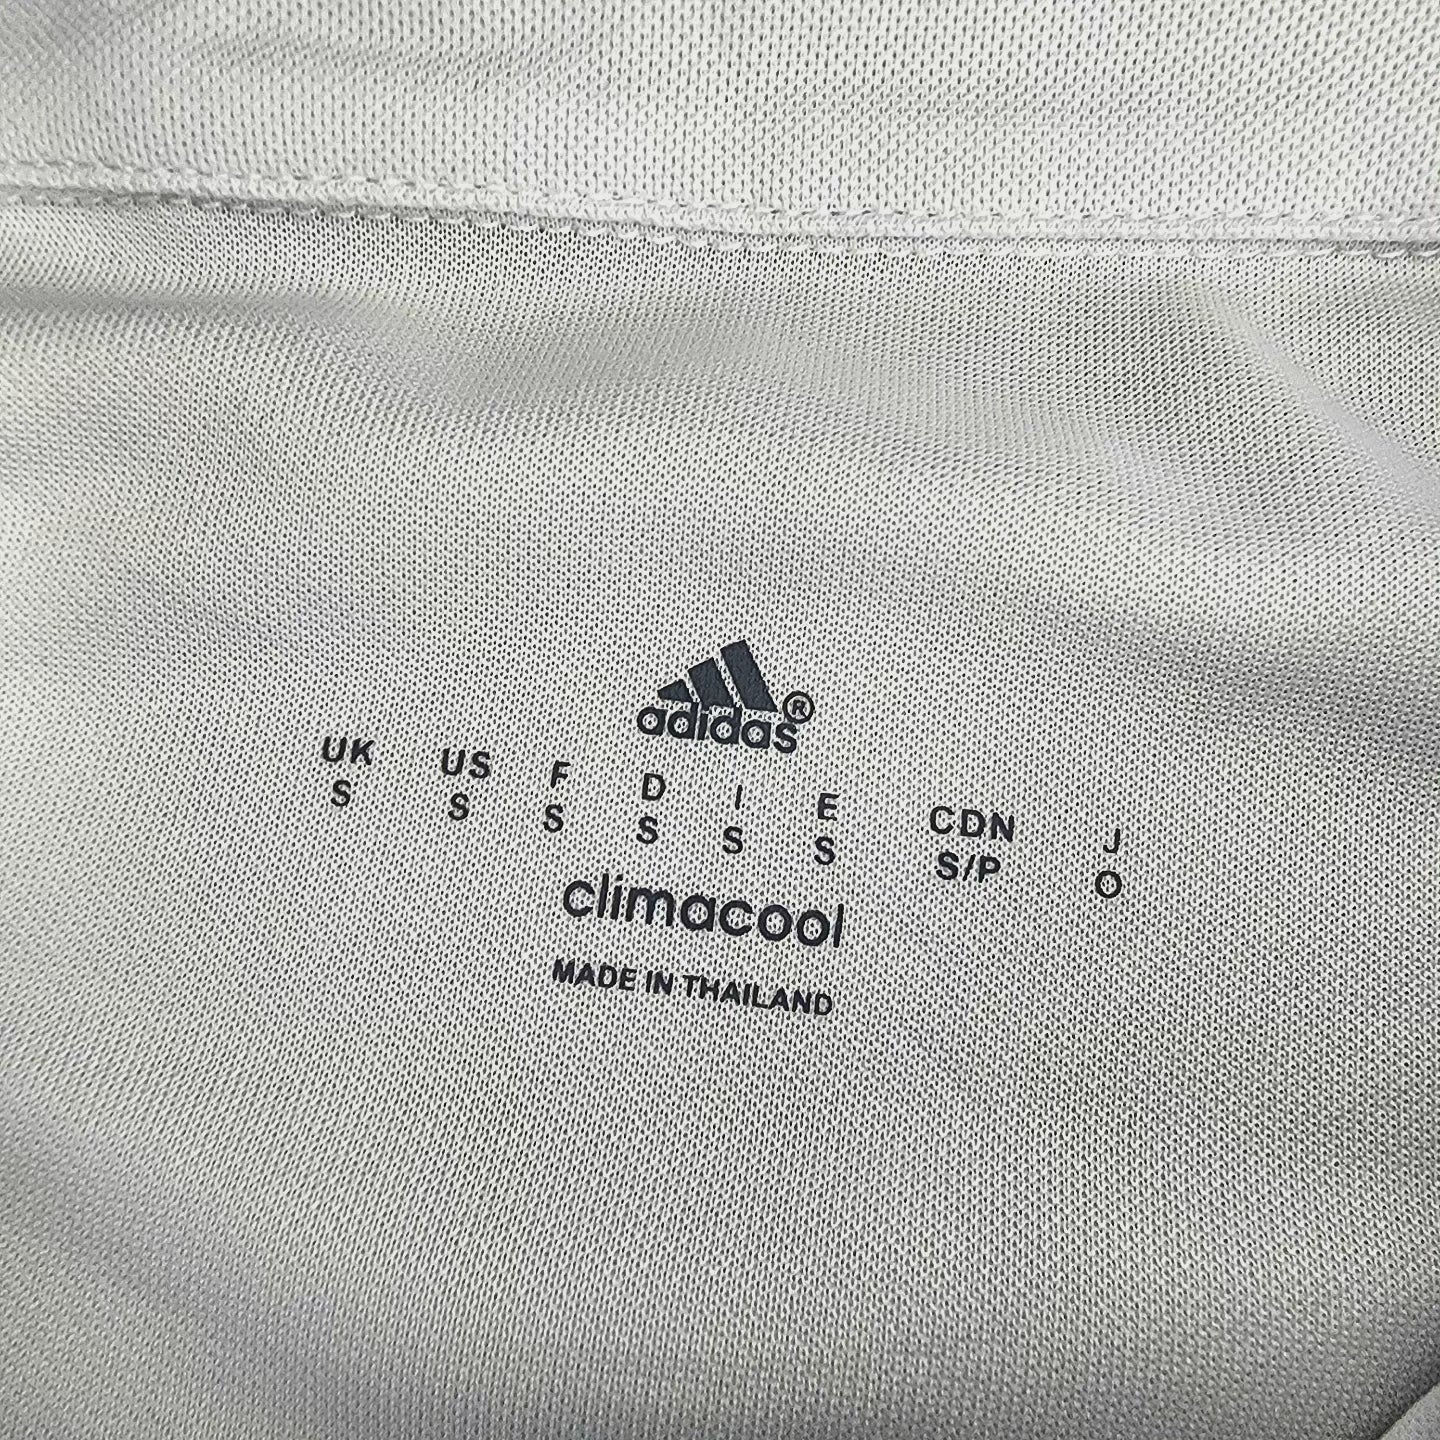 adidas®
UK US F D I E CDN J
S S S S S S S/P O
climacool
MADE IN THAILAND